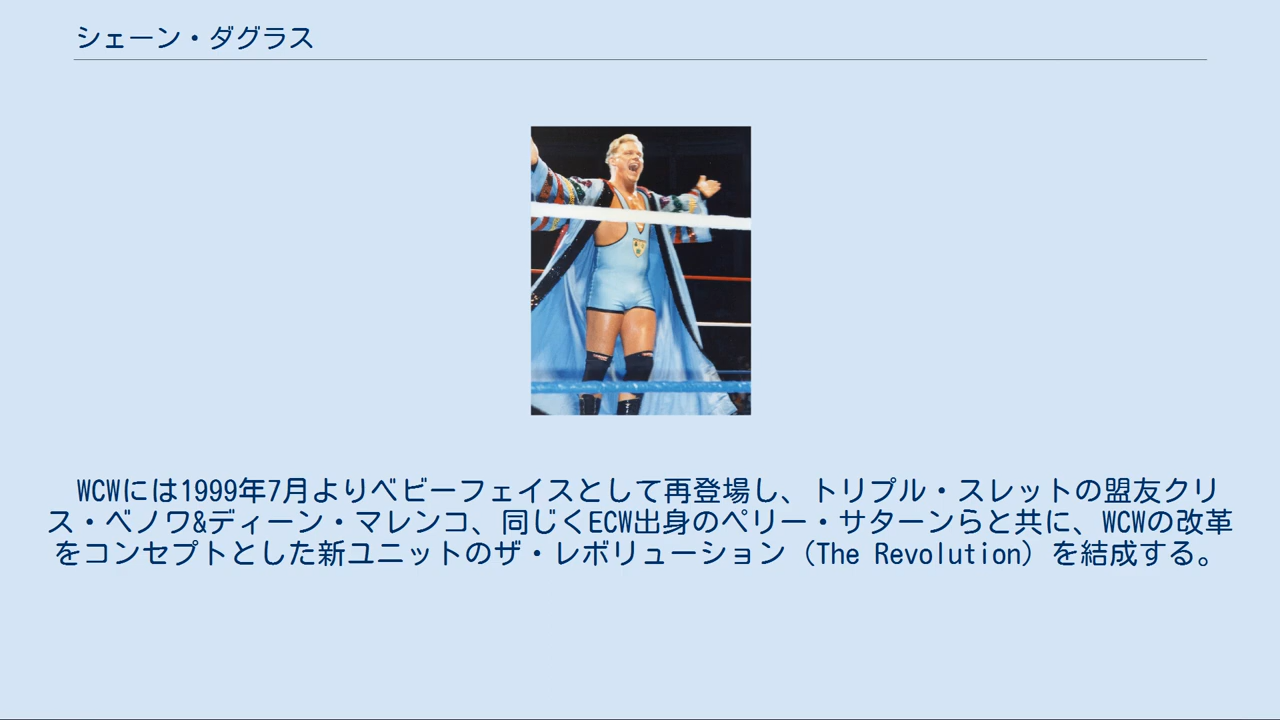 シェーン・ダグラス
WCWには1999年7月よりベビーフェイスとして再登場し、トリプル・スレットの盟友クリ
ス・ベノワ&ディーン・マレンコ、同じくECW出身のペリー・サターンらと共に、WCWの改革
をコンセプトとした新ユニットのザ・レボリューション（The Revolution）を結成する。